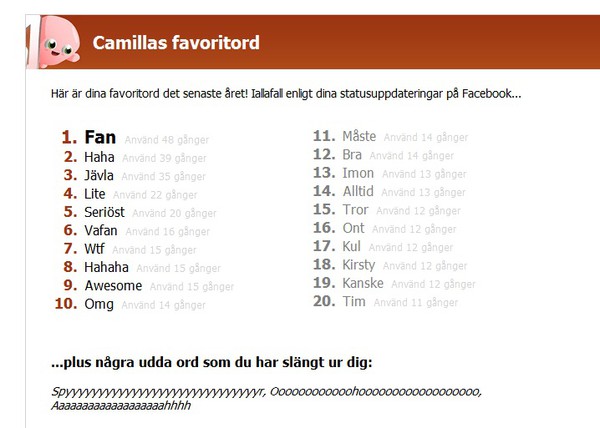 Camillas favoritord
Här är dina favoritord det senaste året! Iallafall enligt dina statusuppdateringar på Facebook...
1. Fan Använd 48 gånger
2. Haha Använd 39 gånger
3. Jävla Använd 35 gånger
4. Lite Använd 22 gånger
5. Seriöst Använd 20 gånger
6. Vafan Använd 16 gånger
7. Wtf Använd 15 gånger
8. Hahaha Använd 15 gånger
9. Awesome Använd 15 gånger
10. Omg Använd 14 gånger
11. Måste Använd 14 gånger
12. Bra Använd 14 gånger
13. Imon Använd 13 gånger
14. Alltid Använd 13 gånger
15. Tror Använd 12 gånger
16. Ont Använd 12 gånger
17. Kul Använd 12 gånger
18. Kirsty Använd 12 gånger
19. Kanske Använd 12 gånger
20. Tim Använd 11 gånger
...plus några udda ord som du har slängt ur dig:
Spyyyyyyyyyyyyyyyyyyyyyyyyyyyyyr, Ooooooooooooohooooooooooooooooooo,
Aaaaaaaaaaaaaaaaaaahhhh